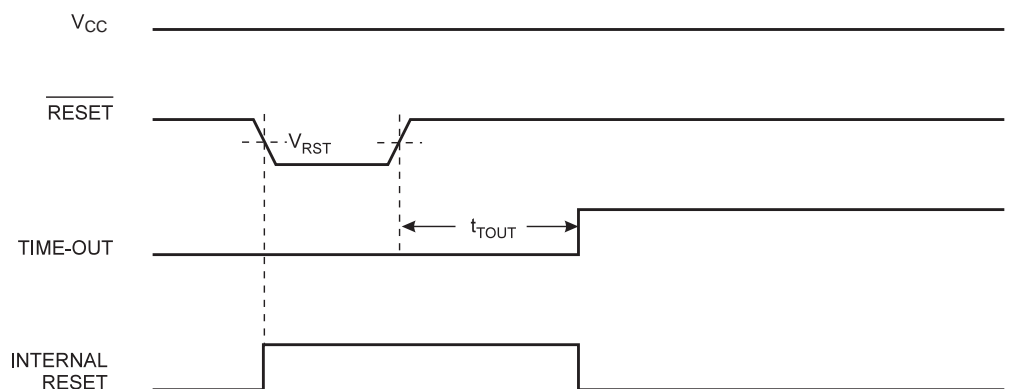 VCC
RESET
VRST
tTOUT
TIME-OUT
INTERNAL
RESET